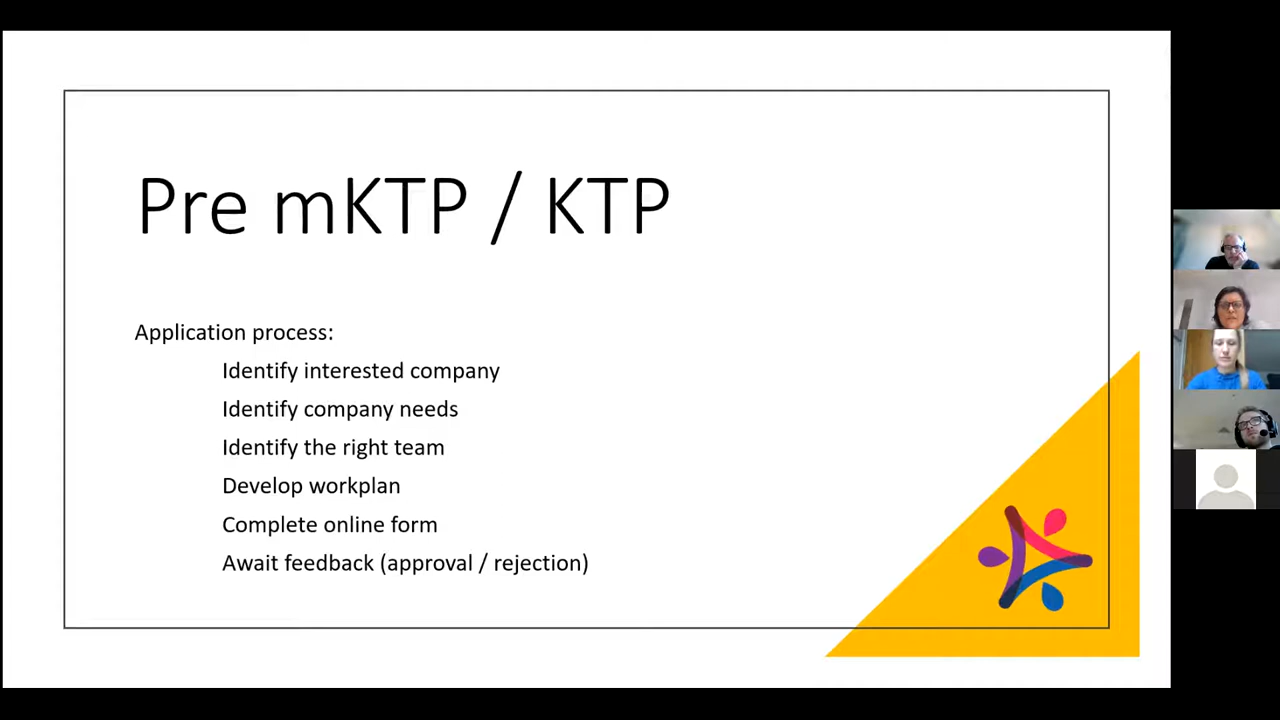 Pre mKTP / KTP
Application process:
Identify interested company
Identify company needs
Identify the right team
Develop workplan
Complete online form
Await feedback (approval / rejection)